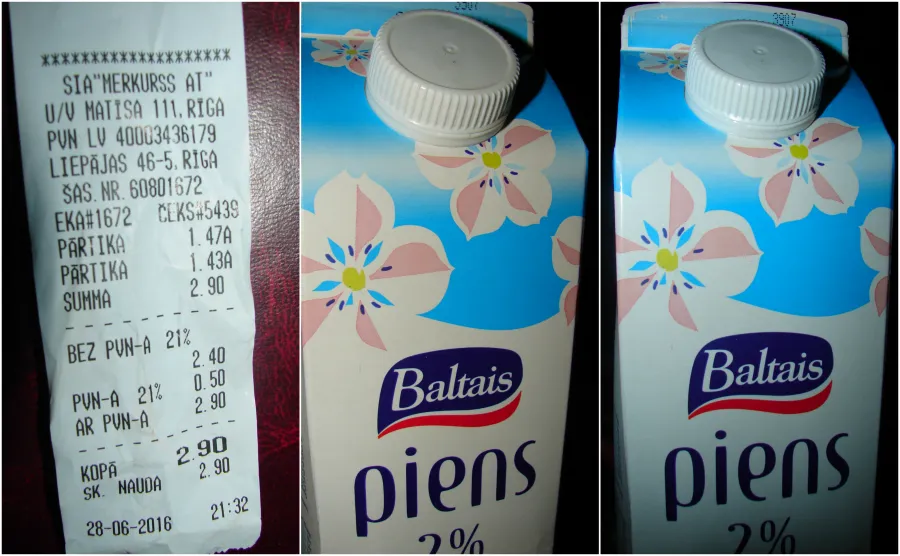 ************************
SIA"MERKURSS AT"
U/V MATĪSA 111, RĪGA
PVN LV 40003436179
LIEPĀJAS 46-5, RĪGA
ŠAS. NR. 60801672
EKA#1672 ČEKS#5439
PĀRTIKA 1.47A
PĀRTIKA 1.43A
SUMMA 2.90
- - - - - - - - - - - -
BEZ PVN-A 21%
2.40
PVN-A 21% 0.50
AR PVN-A 2.90
- - - - - - - - - - - -
KOPĀ 2.90
SK. NAUDA 2.90
28-06-2016 21:32
Baltais
piens
2%
3907
Baltais
piens
2%